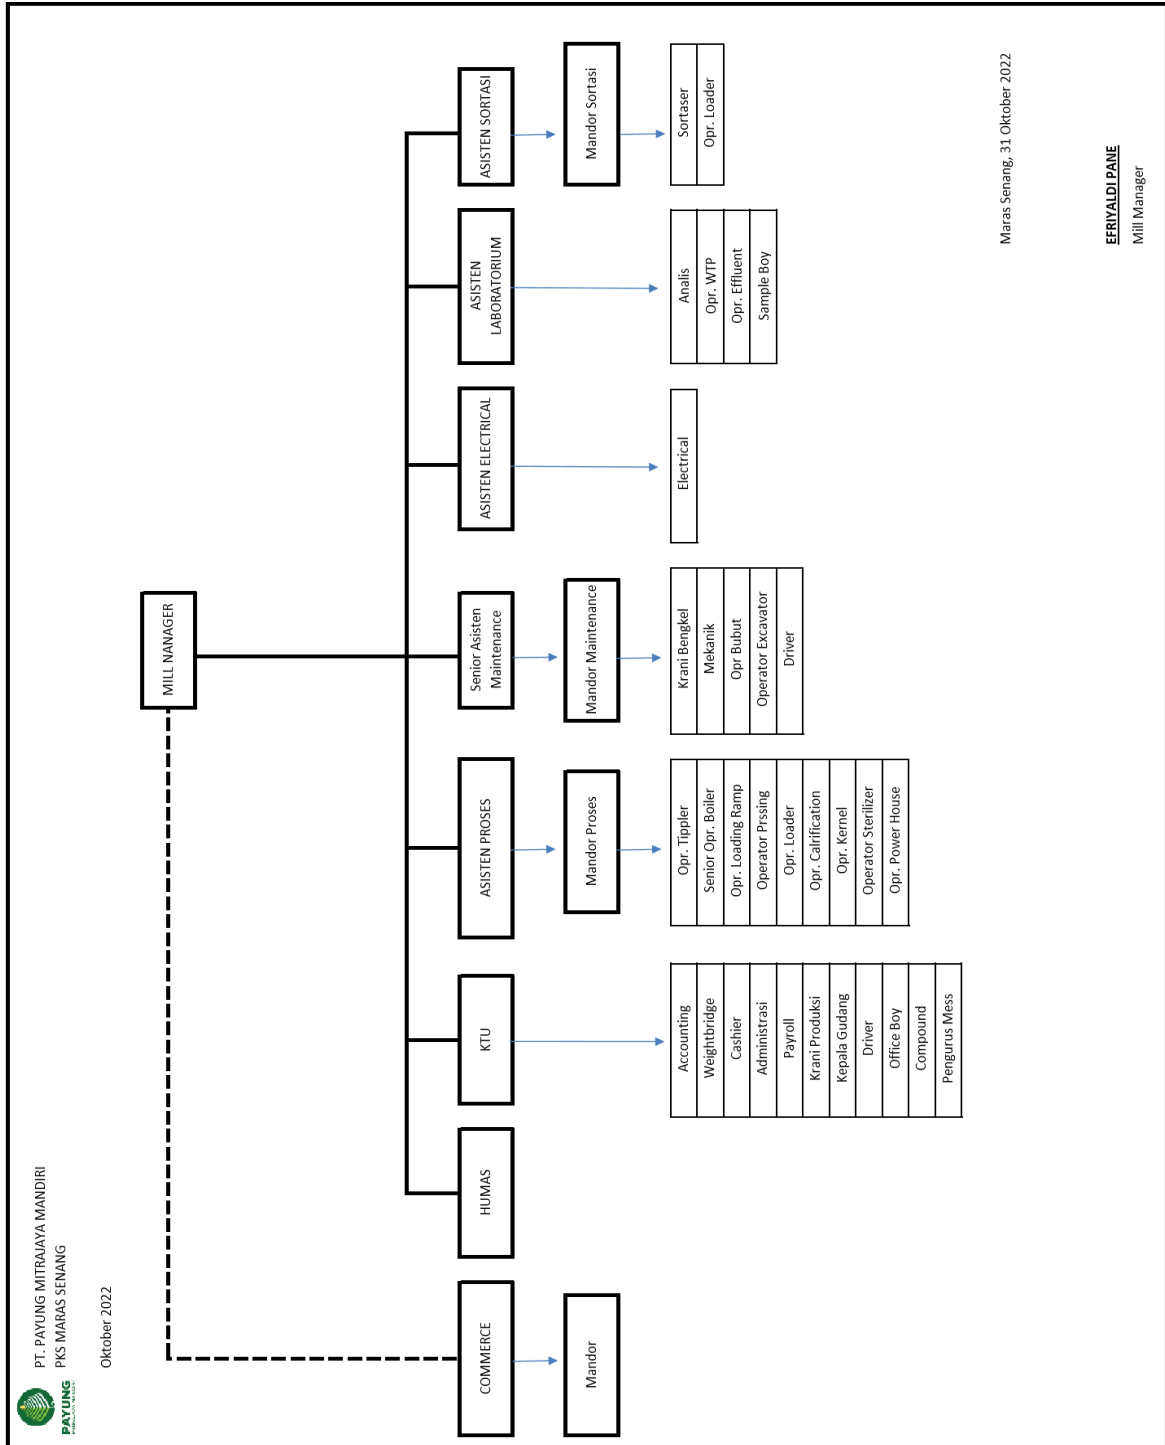 PAYUNG
PT. PAYUNG MITRAJAYA MANDIRI
PKS MARAS SENANG
Oktober 2022
MILL NANAGER
COMMERCE
HUMAS
KTU
ASISTEN PROSES
Senior Asisten
Maintenance
ASISTEN ELECTRICAL
ASISTEN
LABORATORIUM
ASISTEN SORTASI
Mandor
Mandor Proses
Mandor Maintenance
Mandor Sortasi
Accounting
Weightbridge
Cashier
Administrasi
Payroll
Krani Produksi
Kepala Gudang
Driver
Office Boy
Compound
Pengurus Mess
Opr. Tippler
Senior Opr. Boiler
Opr. Loading Ramp
Operator Prssing
Opr. Loader
Opr. Calrification
Opr. Kernel
Operator Sterilizer
Opr. Power House
Krani Bengkel
Mekanik
Opr Bubut
Operator Excavator
Driver
Electrical
Analis
Opr. WTP
Opr. Effluent
Sample Boy
Sortaser
Opr. Loader
Maras Senang, 31 Oktober 2022
EFRIYALDI PANE
Mill Manager